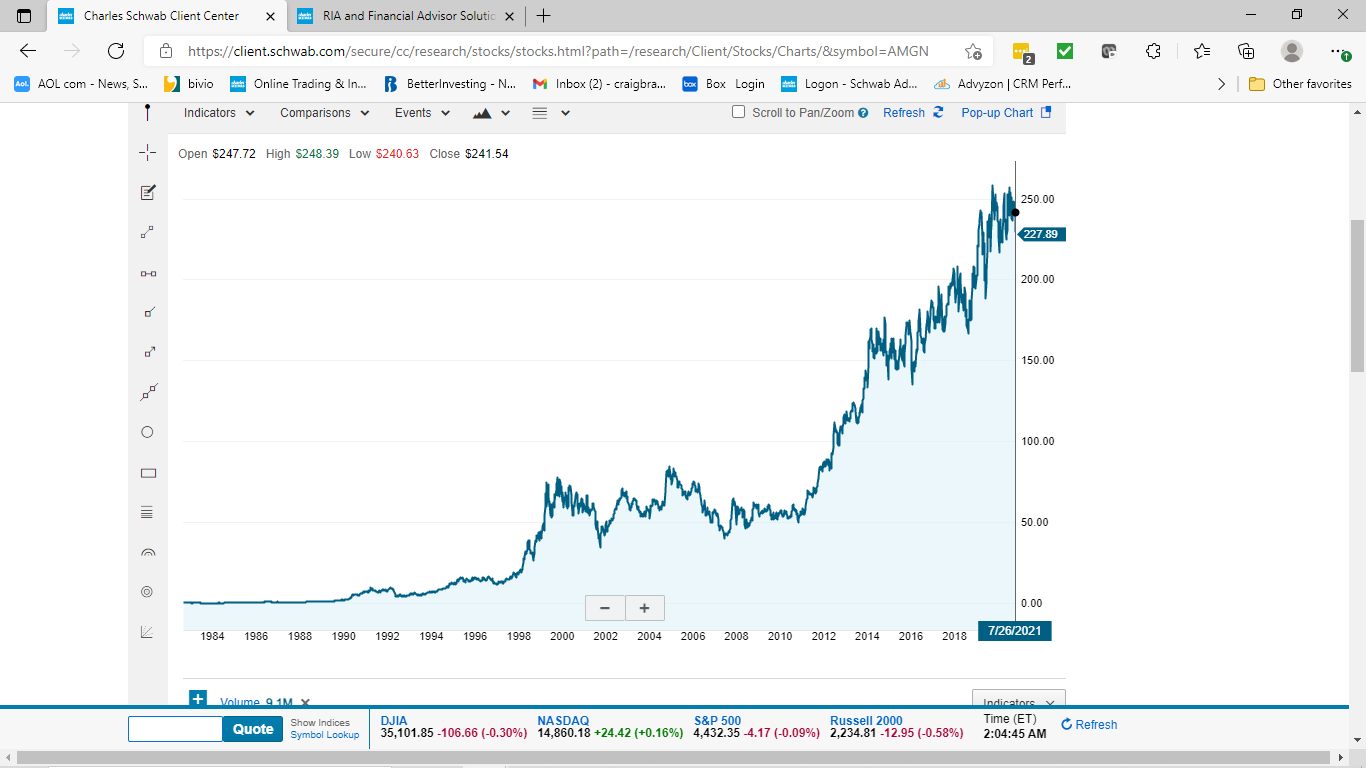 Charles Schwab Client Center
RIA and Financial Advisor Solutio
https://client.schwab.com/secure/cc/research/stocks/stocks.html?path=/research/Client/Stocks/Charts/&symbol=AMGN
2
Aol. AOL com - News, S...
bivio
Online Trading & In...
BetterInvesting - N...
Inbox (2) - craigbra...
box Box Login
Logon - Schwab Ad...
Advyzon | CRM Perf...
Other favorites
Indicators Comparisons Events
Scroll to Pan/Zoom ? Refresh Pop-up Chart
Open $247.72 High $248.39 Low $240.63 Close $241.54
250.00
227.89
200.00
150.00
100.00
50.00
0.00
− +
1984 1986 1988 1990 1992 1994 1996 1998 2000 2002 2004 2006 2008 2010 2012 2014 2016 2018 7/26/2021
Volume 9.1M
Indicators
Quote
Show Indices
Symbol Lookup
DJIA
35,101.85 -106.66 (-0.30%)
NASDAQ
14,860.18 +24.42 (+0.16%)
S&P 500
4,432.35 -4.17 (-0.09%)
Russell 2000
2,234.81 -12.95 (-0.58%)
Time (ET)
2:04:45 AM
Refresh